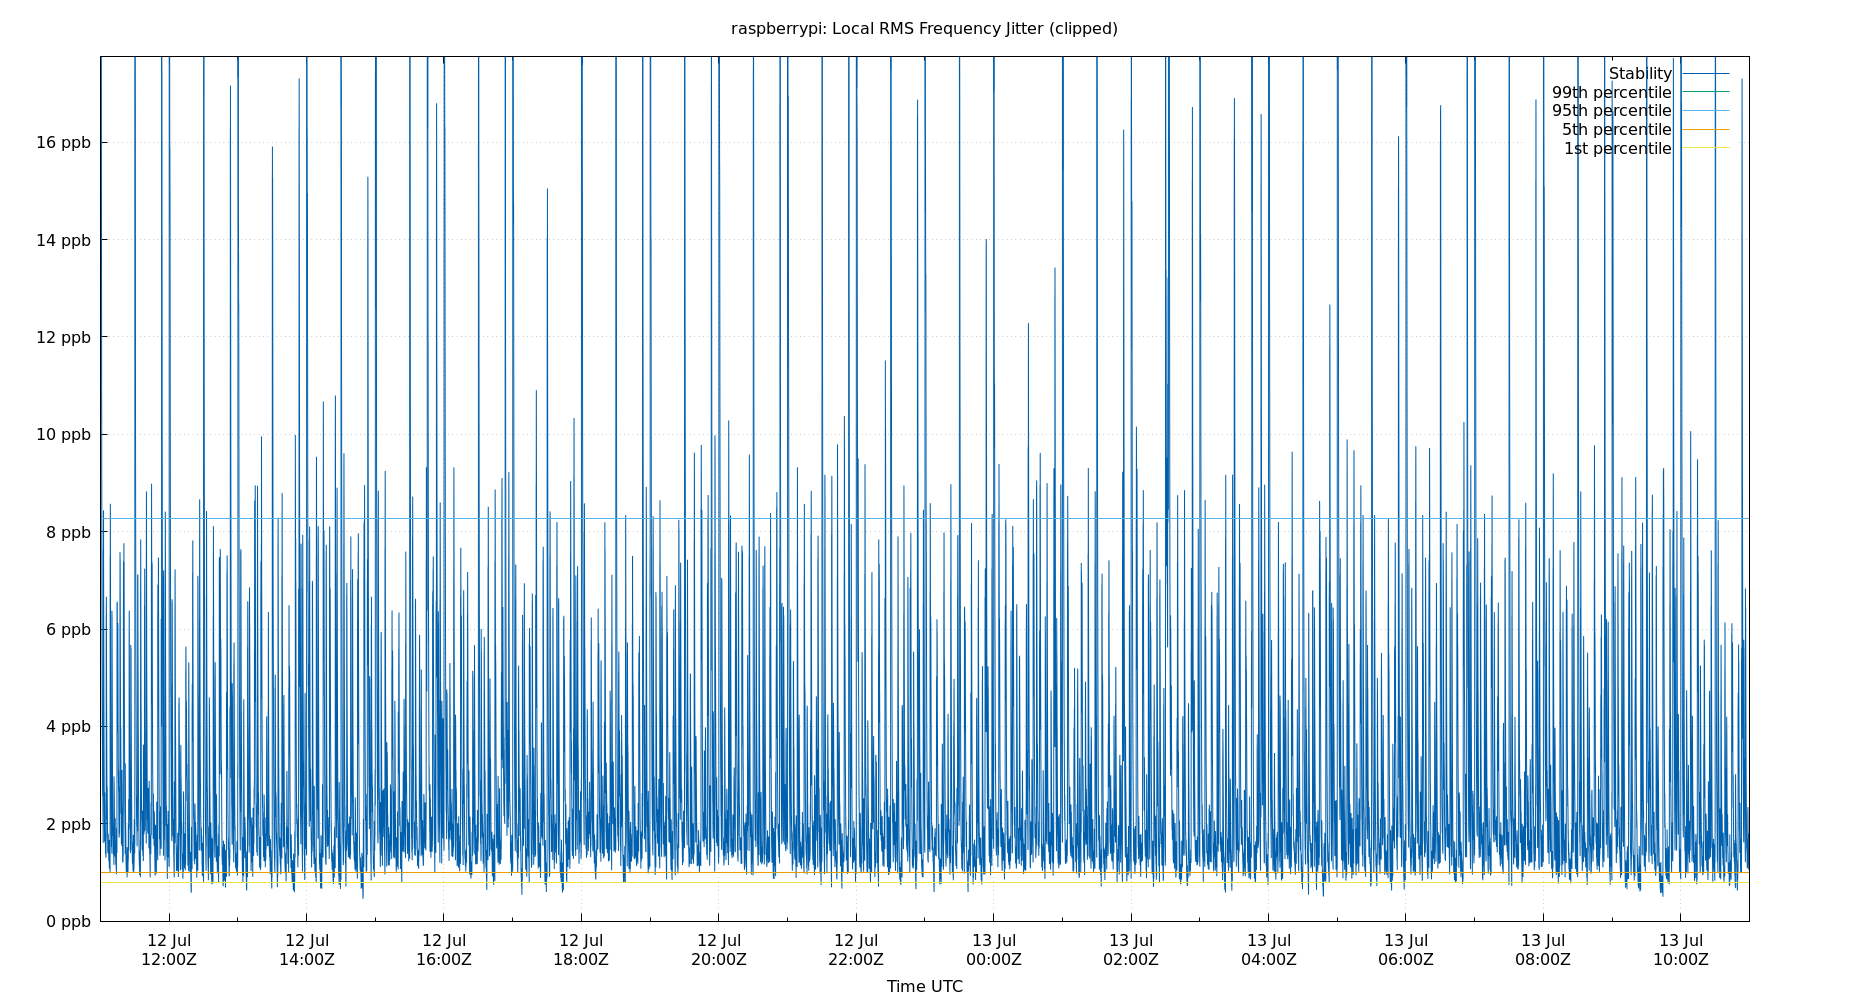 raspberrypi: Local RMS Frequency Jitter (clipped)
Stability
99th percentile
95th percentile
5th percentile
1st percentile
16 ppb
14 ppb
12 ppb
10 ppb
8 ppb
6 ppb
4 ppb
2 ppb
0 ppb
12 Jul 12 Jul 12 Jul 12 Jul 12 Jul 12 Jul 13 Jul 13 Jul 13 Jul 13 Jul 13 Jul 13 Jul
12:00Z 14:00Z 16:00Z 18:00Z 20:00Z 22:00Z 00:00Z 02:00Z 04:00Z 06:00Z 08:00Z 10:00Z
Time UTC